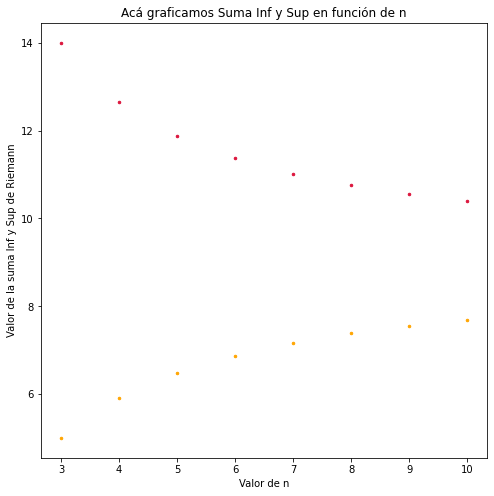 Acá graficamos Suma Inf y Sup en función de n
Valor de la suma Inf y Sup de Riemann
14
12
10
8
6
3 4 5 6 7 8 9 10
Valor de n